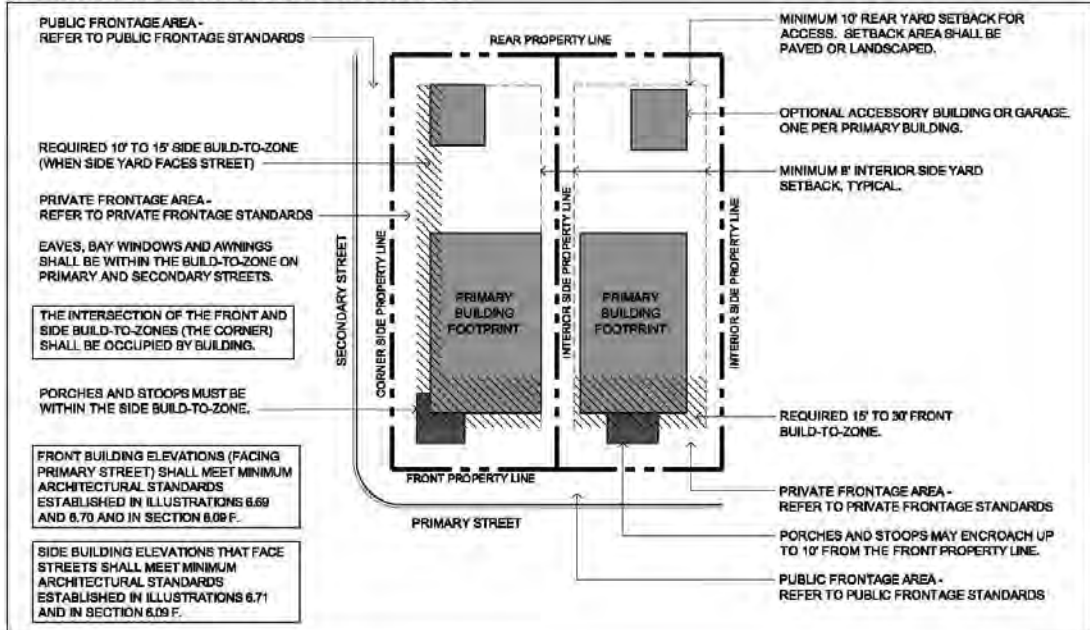 PUBLIC FRONTAGE AREA -
REFER TO PUBLIC FRONTAGE STANDARDS
REQUIRED 10' TO 15' SIDE BUILD-TO-ZONE
(WHEN SIDE YARD FACES STREET)
PRIVATE FRONTAGE AREA -
REFER TO PRIVATE FRONTAGE STANDARDS
EAVES, BAY WINDOWS AND AWNINGS
SHALL BE WITHIN THE BUILD-TO-ZONE ON
PRIMARY AND SECONDARY STREETS.
THE INTERSECTION OF THE FRONT AND
SIDE BUILD-TO-ZONES (THE CORNER)
SHALL BE OCCUPIED BY BUILDING.
PORCHES AND STOOPS MUST BE
WITHIN THE SIDE BUILD-TO-ZONE.
FRONT BUILDING ELEVATIONS (FACING
PRIMARY STREET) SHALL MEET MINIMUM
ARCHITECTURAL STANDARDS
ESTABLISHED IN ILLUSTRATIONS 6.69
AND 6.70 AND IN SECTION 6.09 F.
SIDE BUILDING ELEVATIONS THAT FACE
STREETS SHALL MEET MINIMUM
ARCHITECTURAL STANDARDS
ESTABLISHED IN ILLUSTRATIONS 6.71
AND IN SECTION 6.09 F.
REAR PROPERTY LINE
SECONDARY STREET
CORNER SIDE PROPERTY LINE
PRIMARY
BUILDING
FOOTPRINT
INTERIOR SIDE PROPERTY LINE
PRIMARY
BUILDING
FOOTPRINT
INTERIOR SIDE PROPERTY LINE
FRONT PROPERTY LINE
PRIMARY STREET
MINIMUM 10' REAR YARD SETBACK FOR
ACCESS. SETBACK AREA SHALL BE
PAVED OR LANDSCAPED.
OPTIONAL ACCESSORY BUILDING OR GARAGE,
ONE PER PRIMARY BUILDING.
MINIMUM 8' INTERIOR SIDE YARD
SETBACK, TYPICAL.
REQUIRED 15' TO 30' FRONT
BUILD-TO-ZONE.
PRIVATE FRONTAGE AREA -
REFER TO PRIVATE FRONTAGE STANDARDS
PORCHES AND STOOPS MAY ENCROACH UP
TO 10' FROM THE FRONT PROPERTY LINE.
PUBLIC FRONTAGE AREA -
REFER TO PUBLIC FRONTAGE STANDARDS